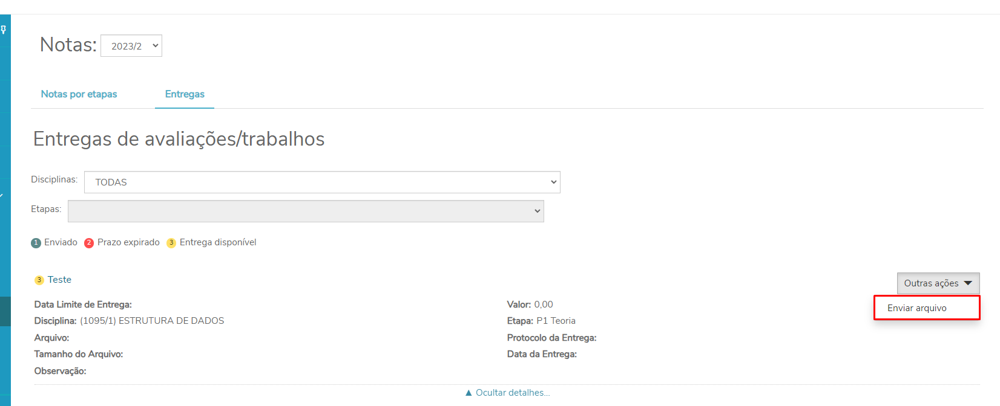 Notas: 2023/2
Notas por etapas Entregas
Entregas de avaliações/trabalhos
Disciplinas: TODAS
Etapas:
1 Enviado 2 Prazo expirado 3 Entrega disponível
3 Teste
Outras ações
Enviar arquivo
Data Limite de Entrega:
Valor: 0,00
Disciplina: (1095/1) ESTRUTURA DE DADOS
Etapa: P1 Teoria
Arquivo:
Protocolo da Entrega:
Tamanho do Arquivo:
Data da Entrega:
Observação:
▲ Ocultar detalhes...